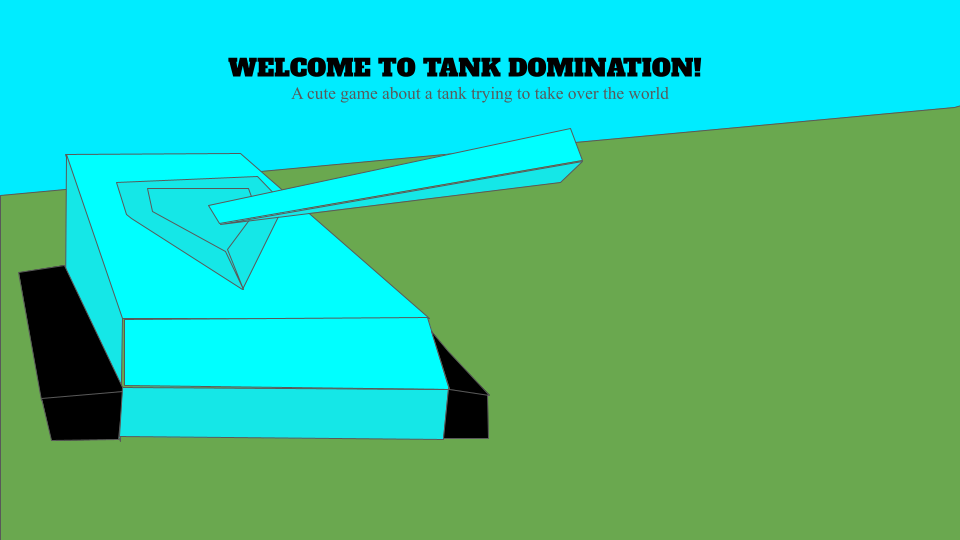 WELCOME TO TANK DOMINATION!
A cute game about a tank trying to take over the world